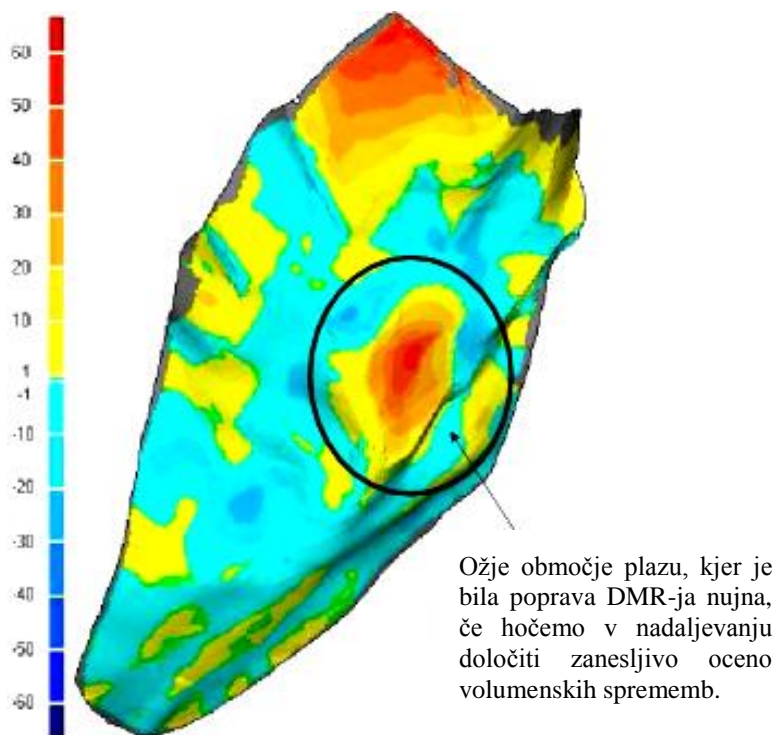 60
50
40
30
20
10
1
-1
-10
-20
-30
-40
-50
-60
Ožje območje plazu, kjer je
bila poprava DMR-ja nujna,
če hočemo v nadaljevanju
določiti zanesljivo oceno
volumenskih sprememb.